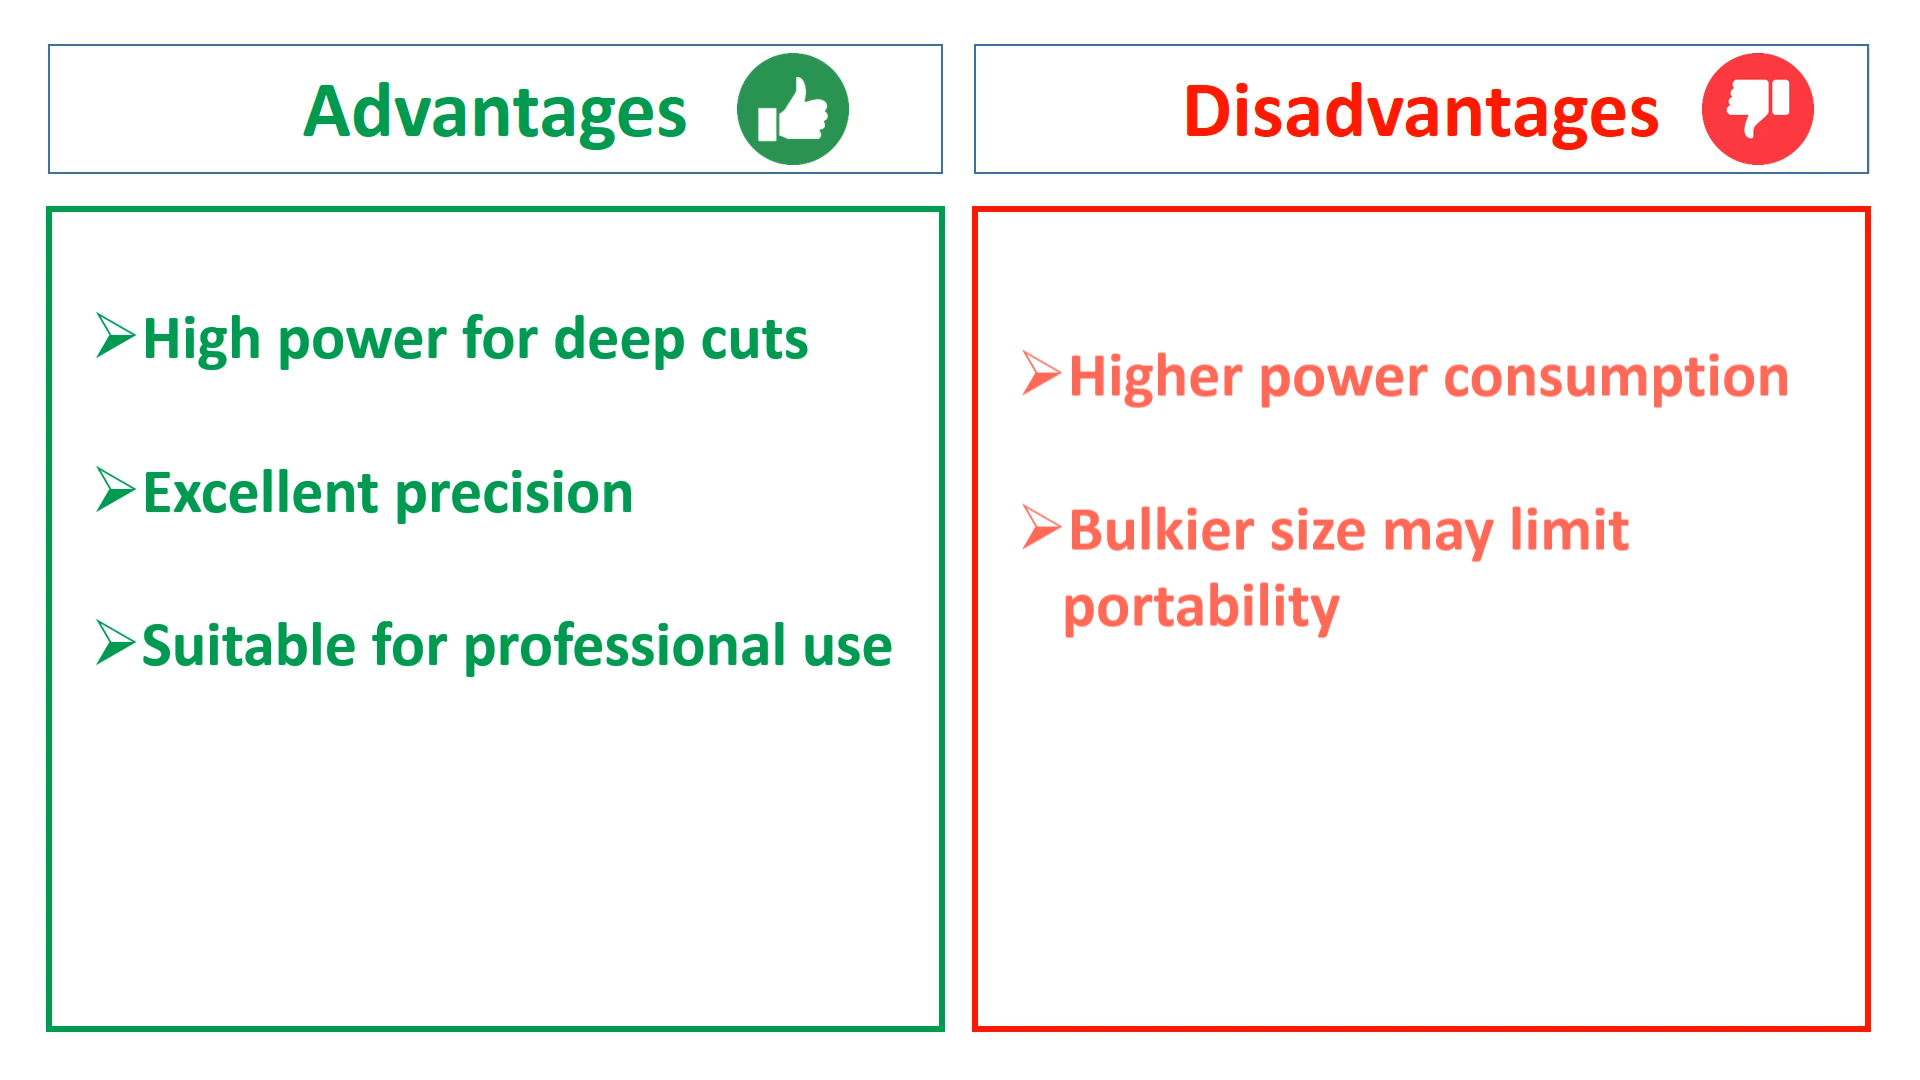 Advantages
Disadvantages
➢High power for deep cuts
➢Excellent precision
➢Suitable for professional use
➢Higher power consumption
➢Bulkier size may limit
portability